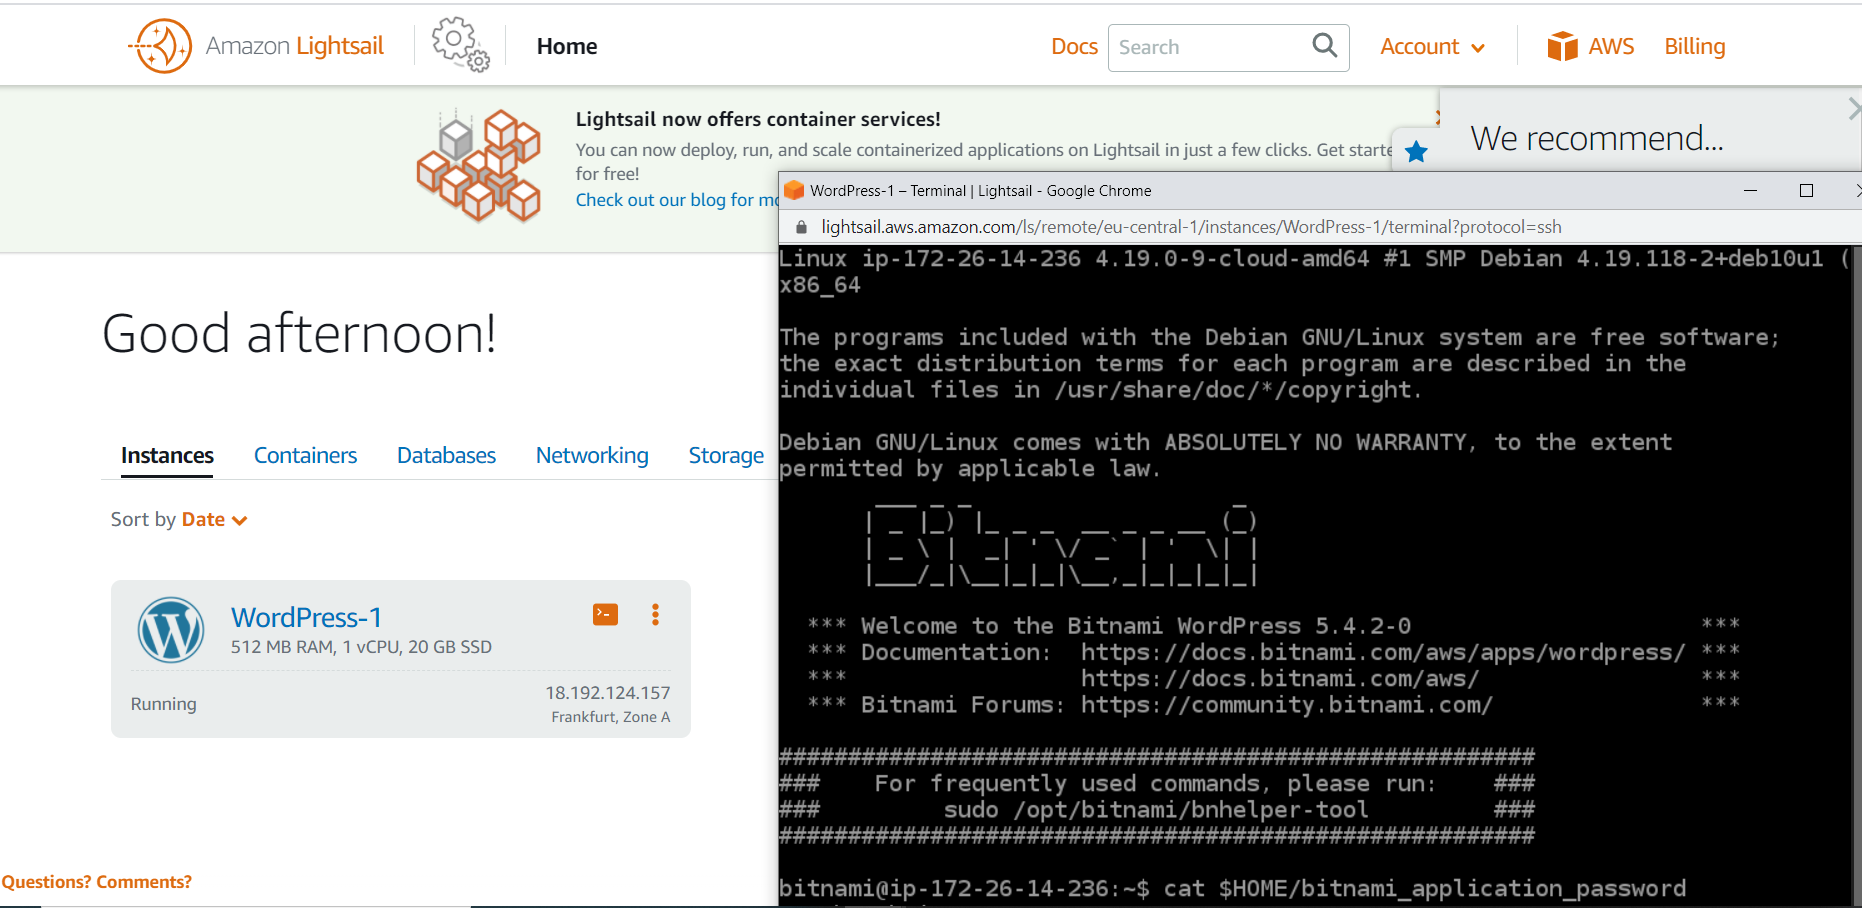 Amazon Lightsail
Home
Docs
Search
Account
AWS
Billing
Lightsail now offers container services!
You can now deploy, run, and scale containerized applications on Lightsail in just a few clicks. Get starte
for free!
Check out our blog for mo
We recommend...
WordPress-1 – Terminal | Lightsail - Google Chrome
lightsail.aws.amazon.com/ls/remote/eu-central-1/instances/WordPress-1/terminal?protocol=ssh
Good afternoon!
Instances
Containers
Databases
Networking
Storage
Sort by Date
WordPress-1
512 MB RAM, 1 vCPU, 20 GB SSD
Running
18.192.124.157
Frankfurt, Zone A
Questions? Comments?
Linux ip-172-26-14-236 4.19.0-9-cloud-amd64 #1 SMP Debian 4.19.118-2+deb10u1 (
x86_64
The programs included with the Debian GNU/Linux system are free software;
the exact distribution terms for each program are described in the
individual files in /usr/share/doc/*/copyright.
Debian GNU/Linux comes with ABSOLUTELY NO WARRANTY, to the extent
permitted by applicable law.
Bitnami
*** Welcome to the Bitnami WordPress 5.4.2-0 ***
*** Documentation: https://docs.bitnami.com/aws/apps/wordpress/ ***
*** https://docs.bitnami.com/aws/ ***
*** Bitnami Forums: https://community.bitnami.com/ ***
#######################################################
### For frequently used commands, please run: ###
### sudo /opt/bitnami/bnhelper-tool ###
#######################################################
bitnami@ip-172-26-14-236:~$ cat $HOME/bitnami_application_password